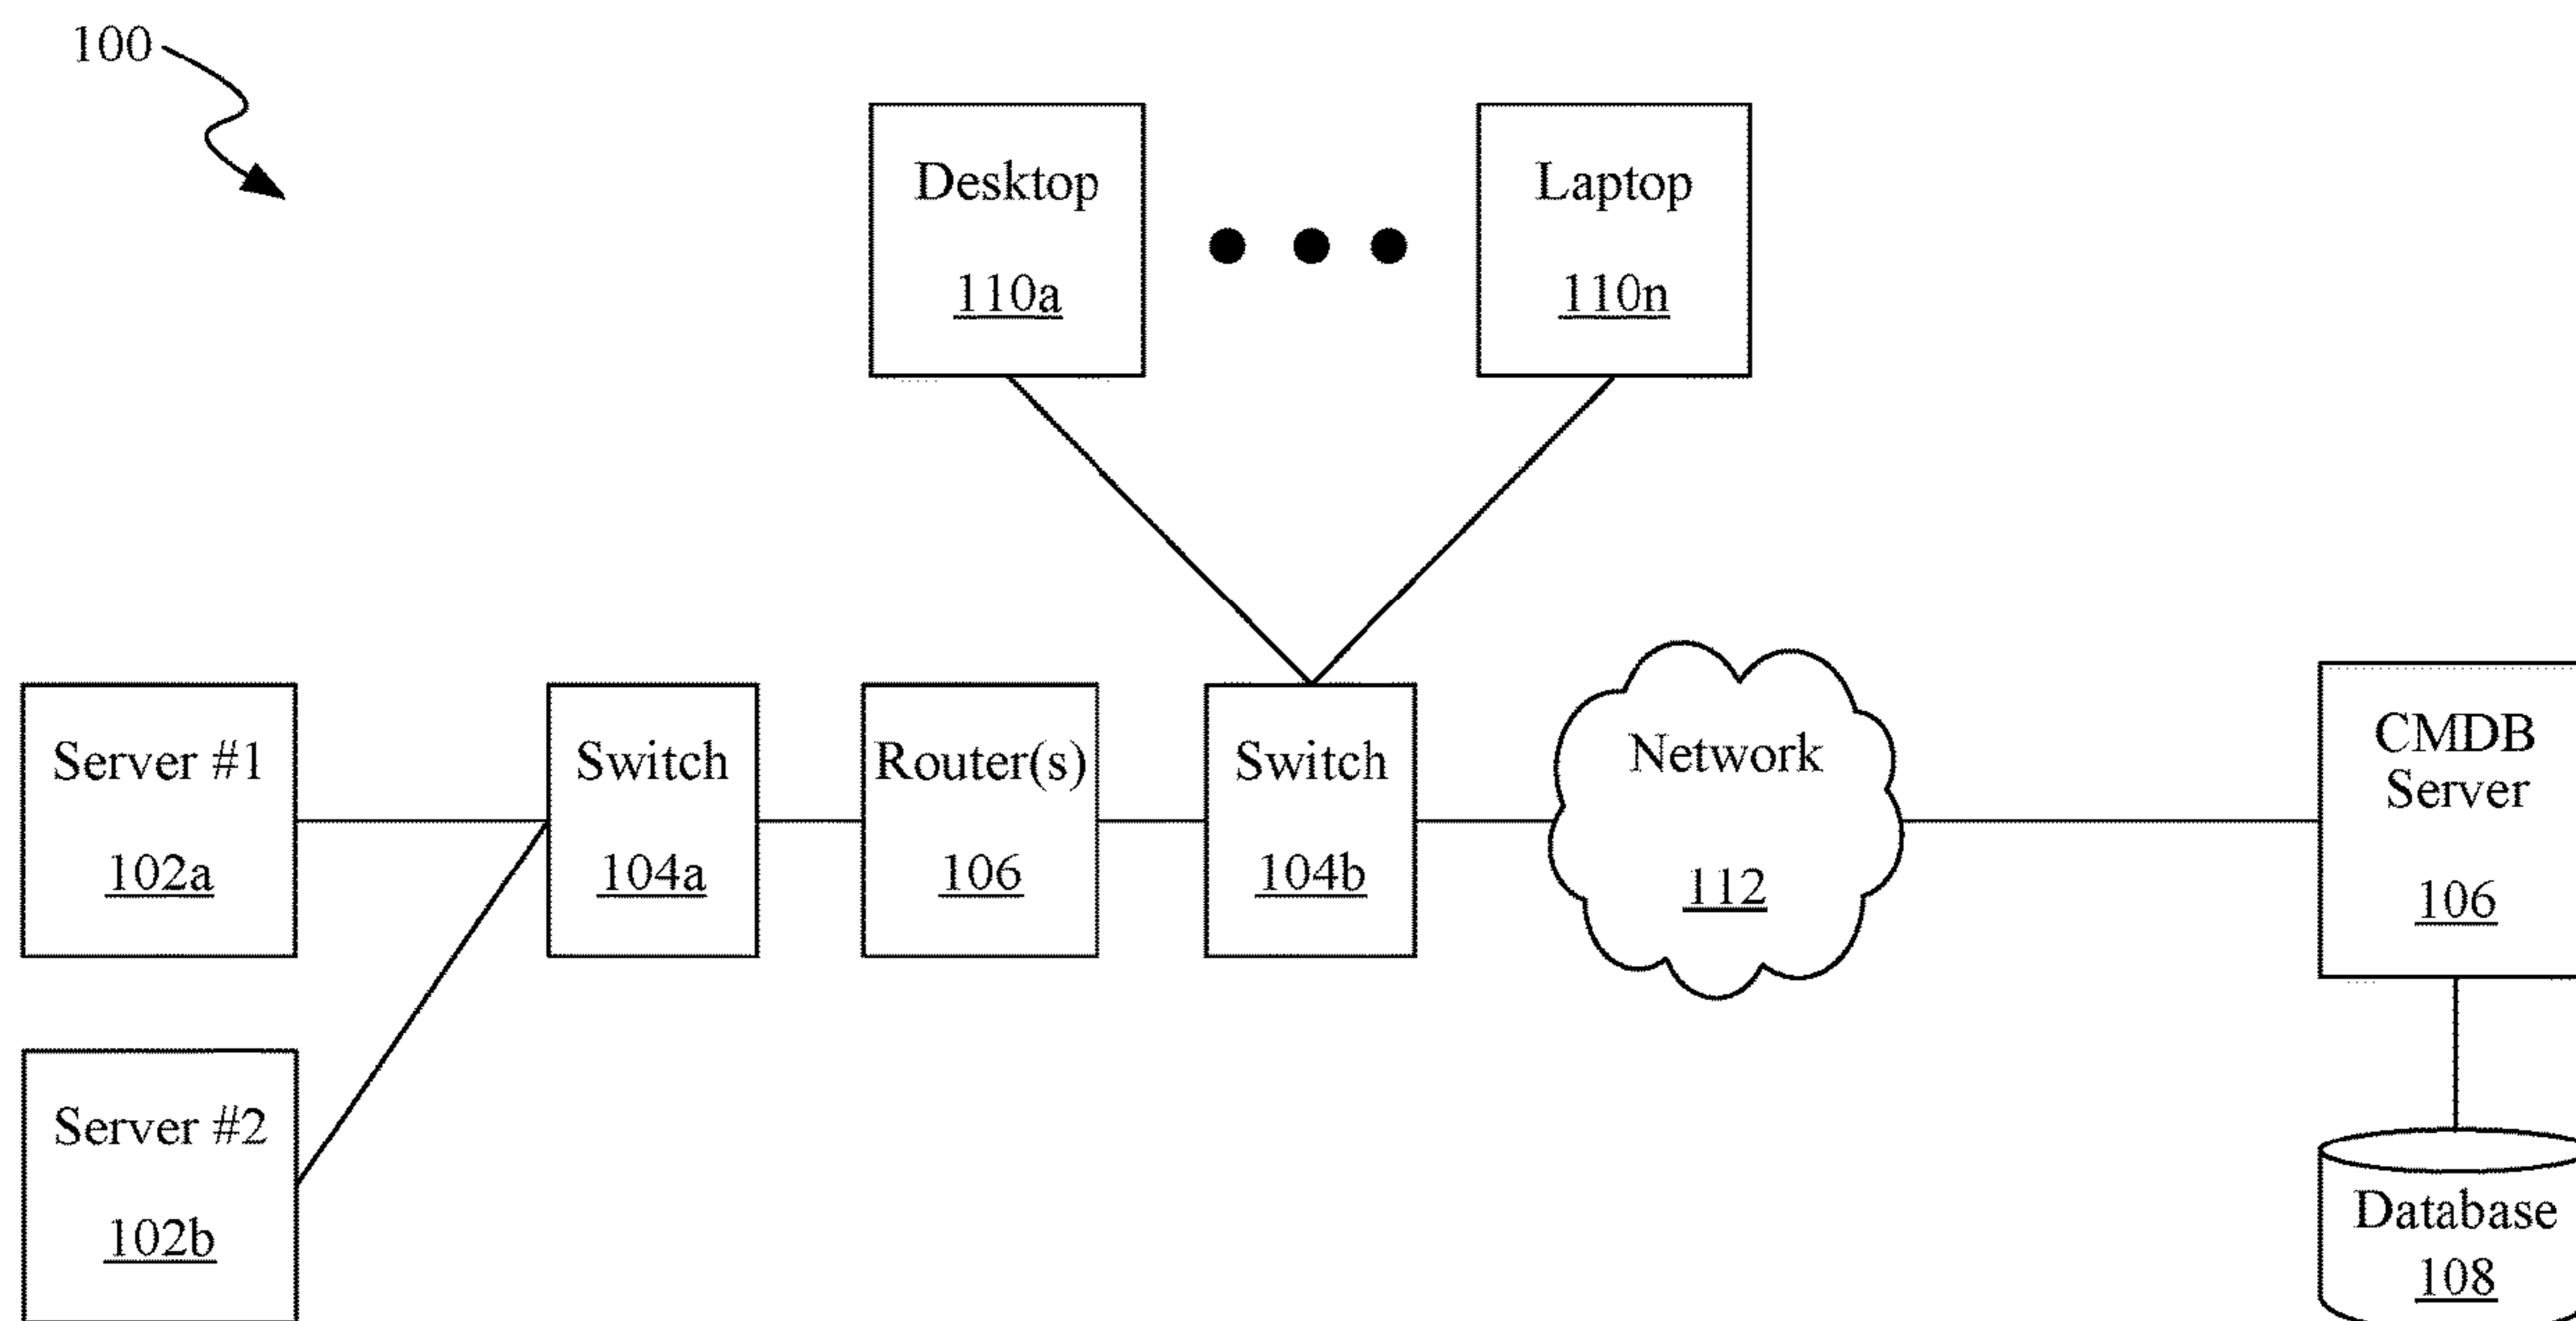 100
Desktop
110a
Laptop
110n
Server #1
102a
Switch
104a
Router(s)
106
Switch
104b
Network
112
CMDB
Server
106
Server #2
102b
Database
108